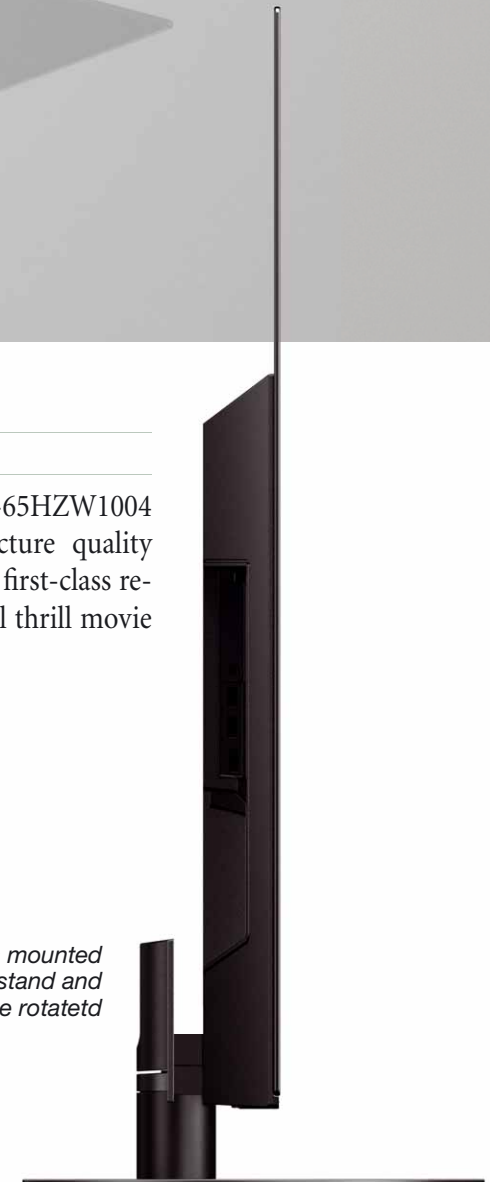 -65HZW1004
cture quality
first-class re-
l thrill movie
mounted
stand and
e rotatetd